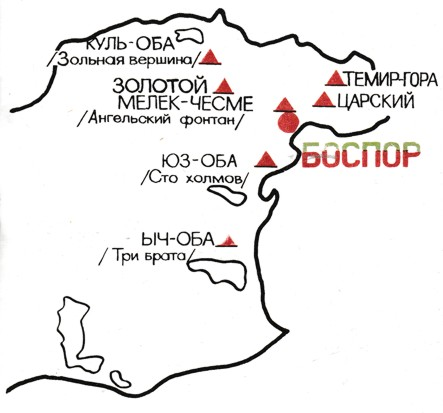 КУЛЬ-ОБА
/Зольная вершина/
ТЕМИР-ГОРА
ЗОЛОТОЙ
ЦАРСКИЙ
МЕЛЕК-ЧЕСМЕ
/Ангельский фонтан/
БОСПОР
ЮЗ-ОБА
/Сто холмов/
ЫЧ-ОБА
/Три брата/